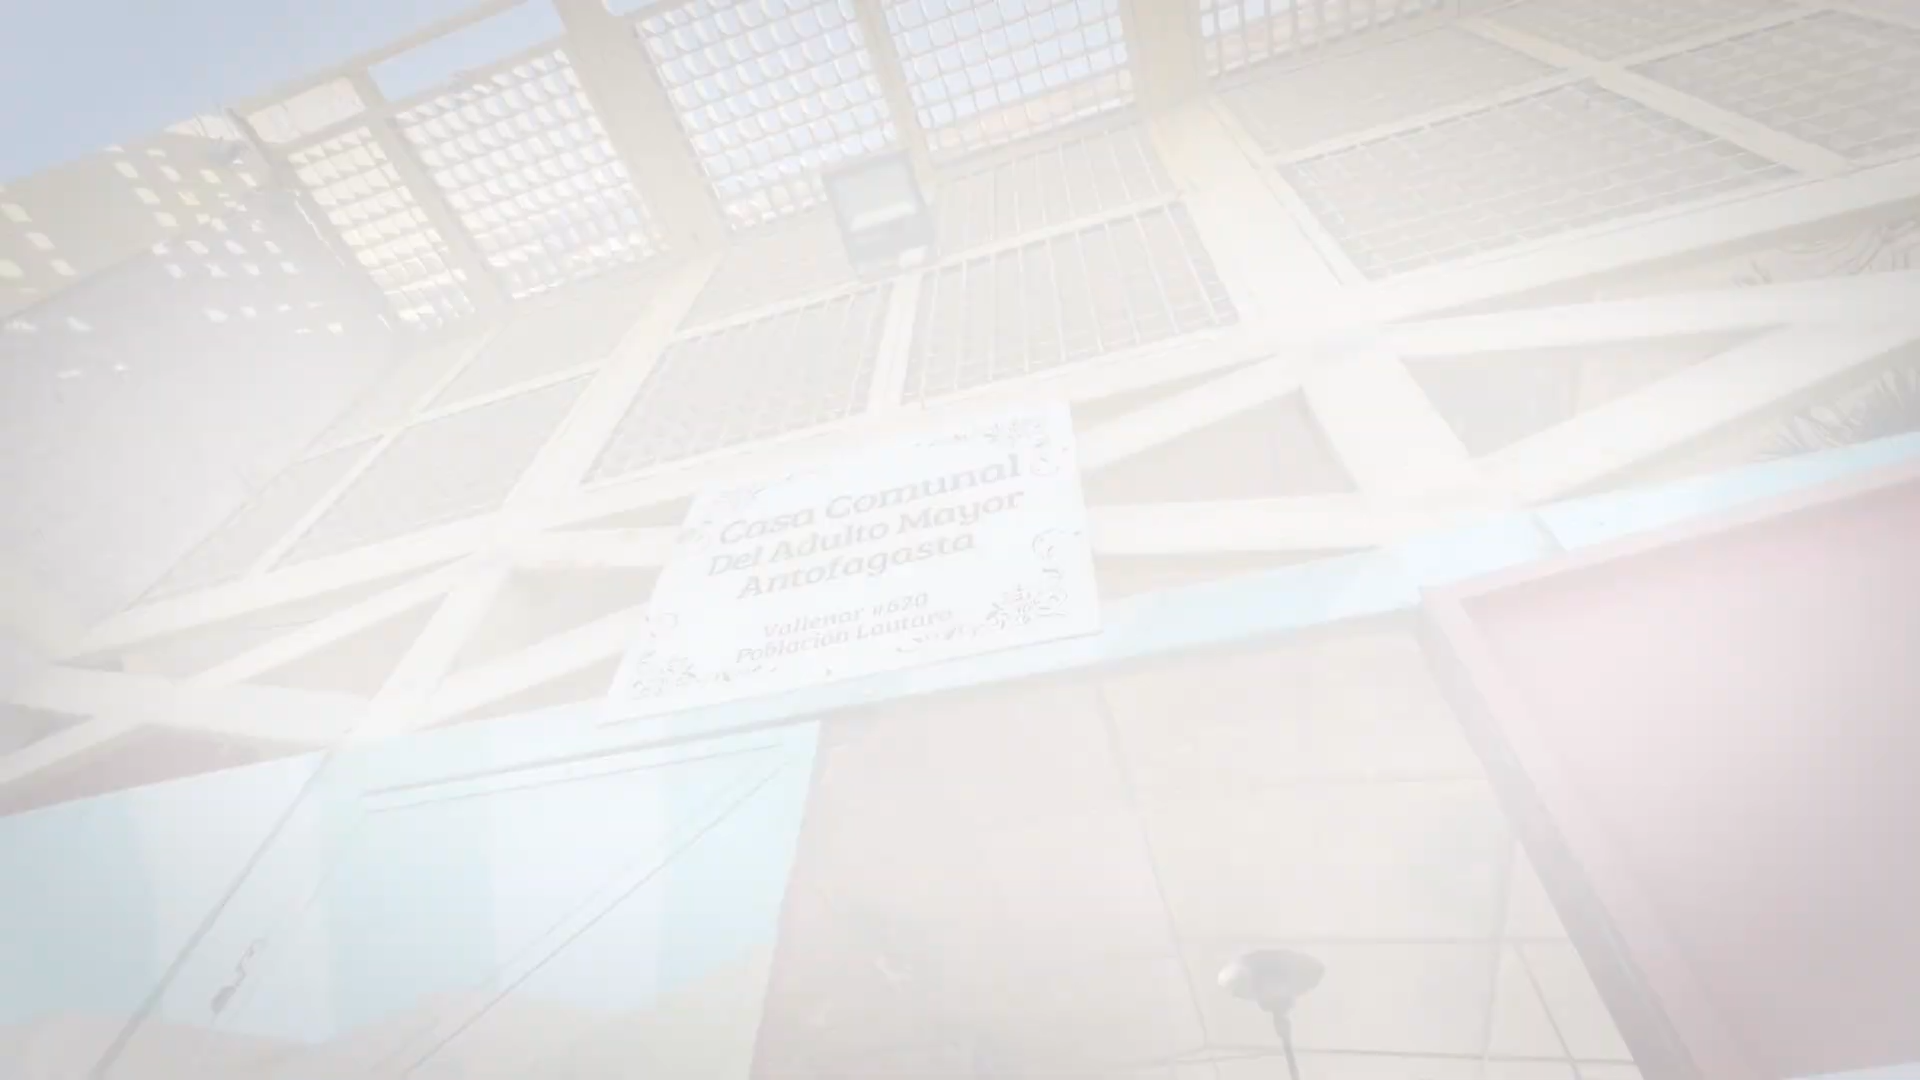 Casa Comunal
Del Adulto Mayor
Antofagasta
Vallenar #620
Población Lautaro